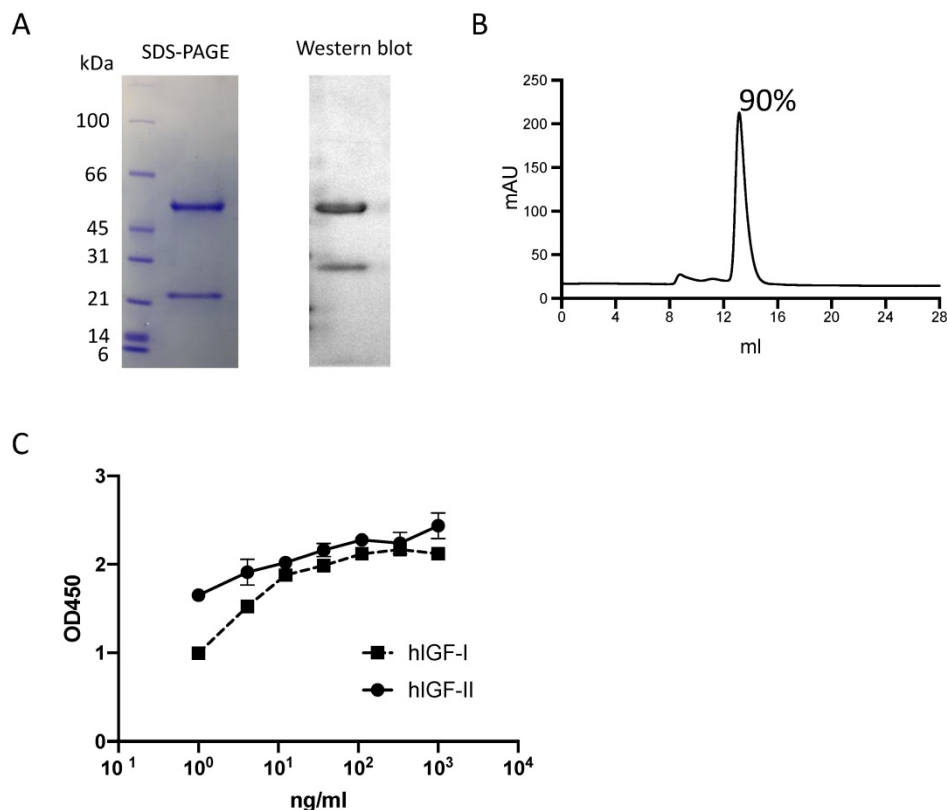 A
SDS-PAGE
Western blot
kDa
100
66
45
31
21
14
6
B
90%
250
200
150
100
50
0
mAU
0 4 8 12 16 20 24 28
ml
C
3
2
1
0
OD450
hIGF-I
hIGF-II
10 1 10⁰ 10¹ 10² 10³ 10⁴
ng/ml